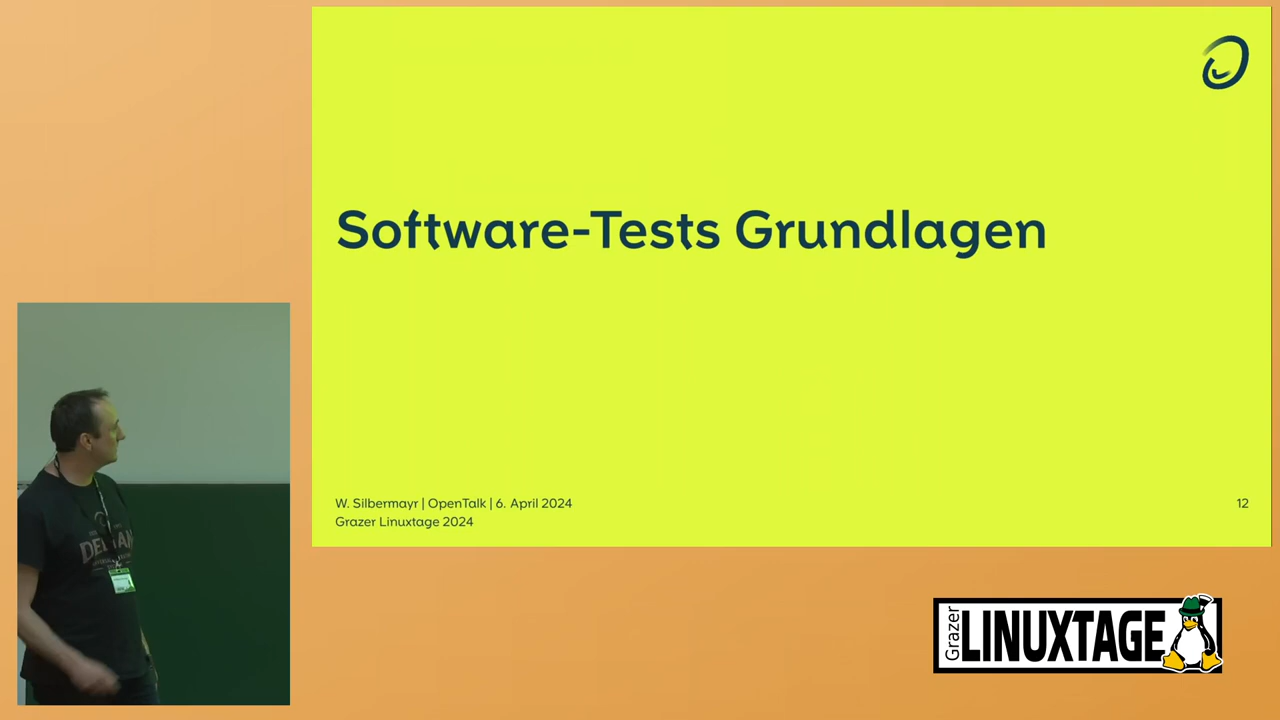 Software-Tests Grundlagen
W. Silbermayr | OpenTalk | 6. April 2024
Grazer Linuxtage 2024
12
Grazer
LINUXTAGE